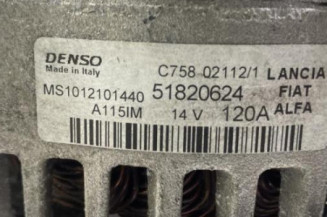 DENSO C758 02112/1 LANCIA
Made in Italy
MS1012101440 51820624 FIAT
A115IM 14 V 120A ALFA